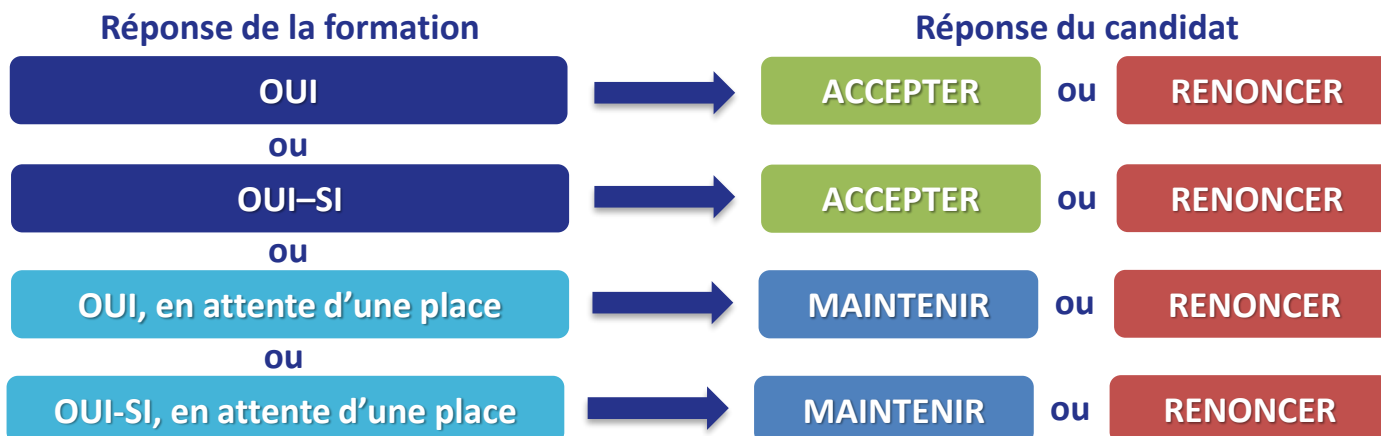 Réponse de la formation Réponse du candidat
OUI ACCEPTER ou RENONCER
ou
OUI–SI ACCEPTER ou RENONCER
ou
OUI, en attente d’une place MAINTENIR ou RENONCER
ou
OUI-SI, en attente d’une place MAINTENIR ou RENONCER